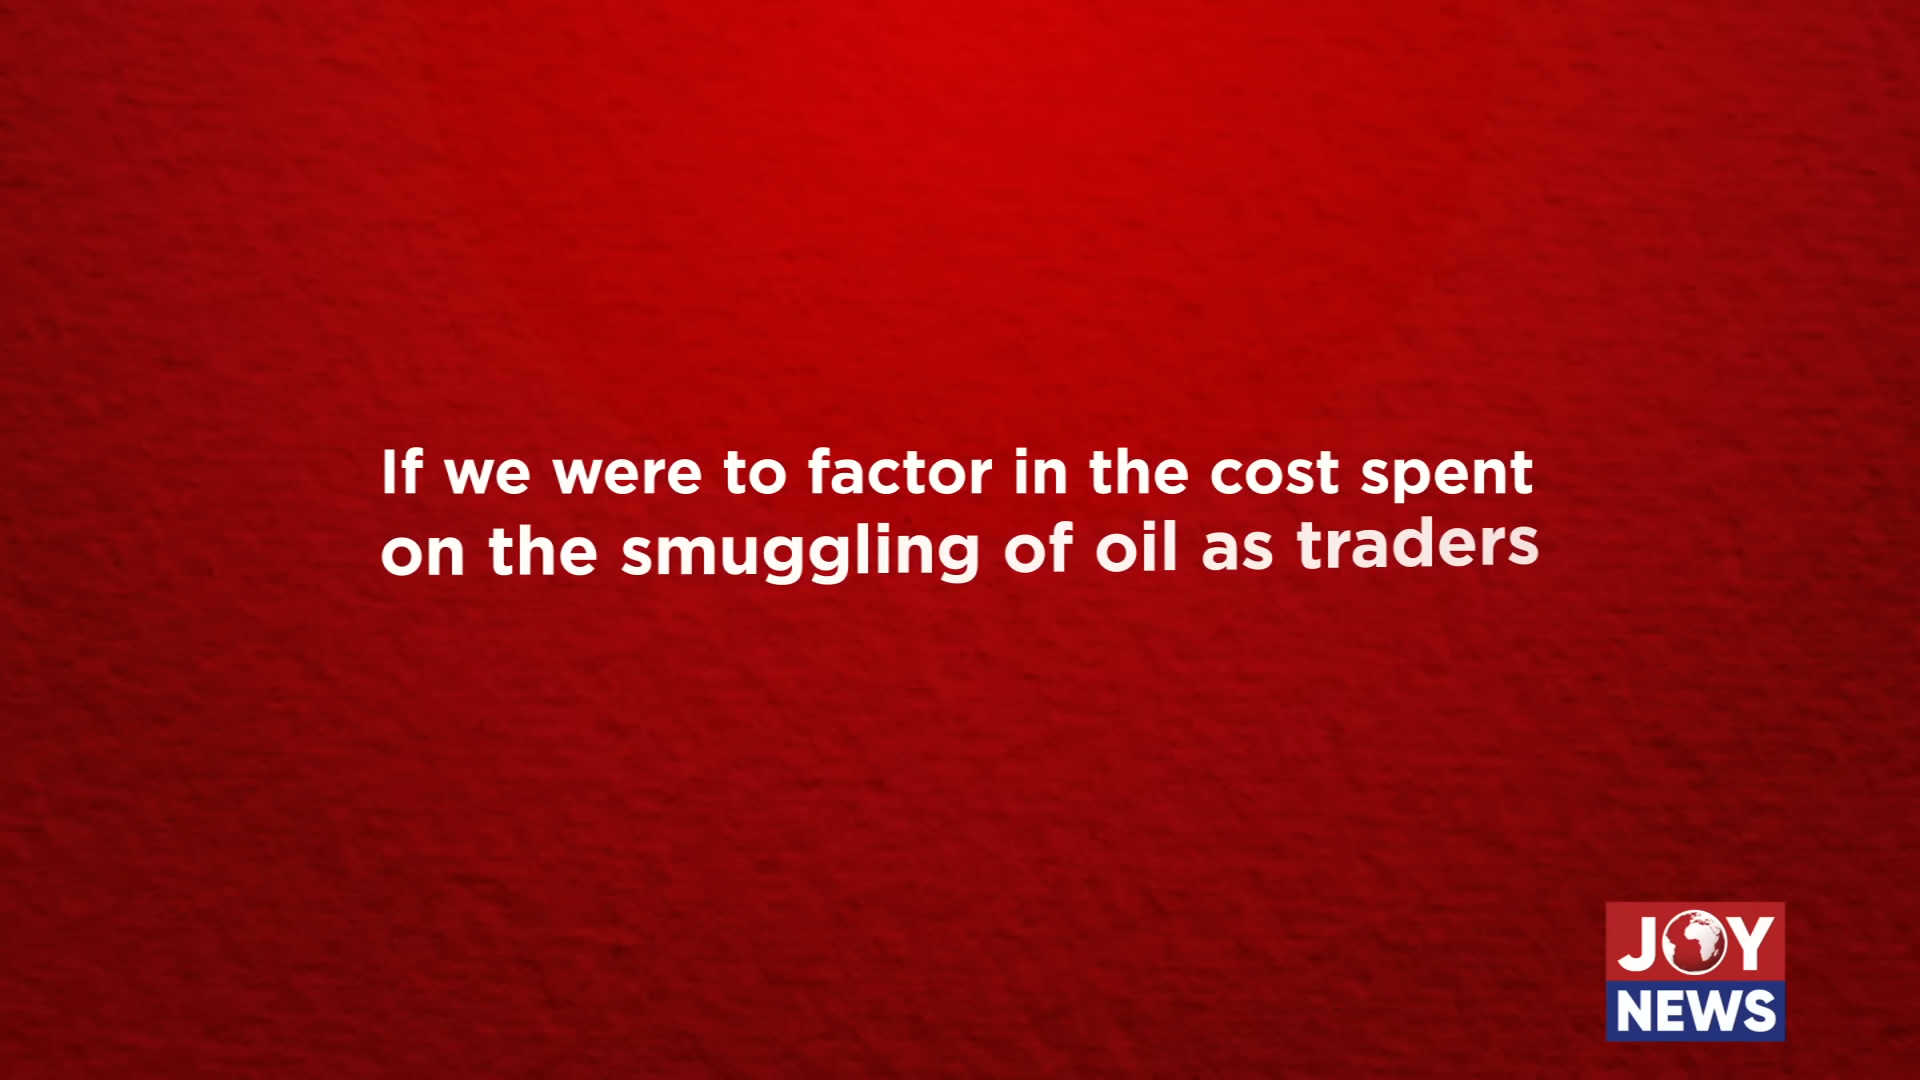 If we were to factor in the cost spent
on the smuggling of oil as traders
JOY
NEWS